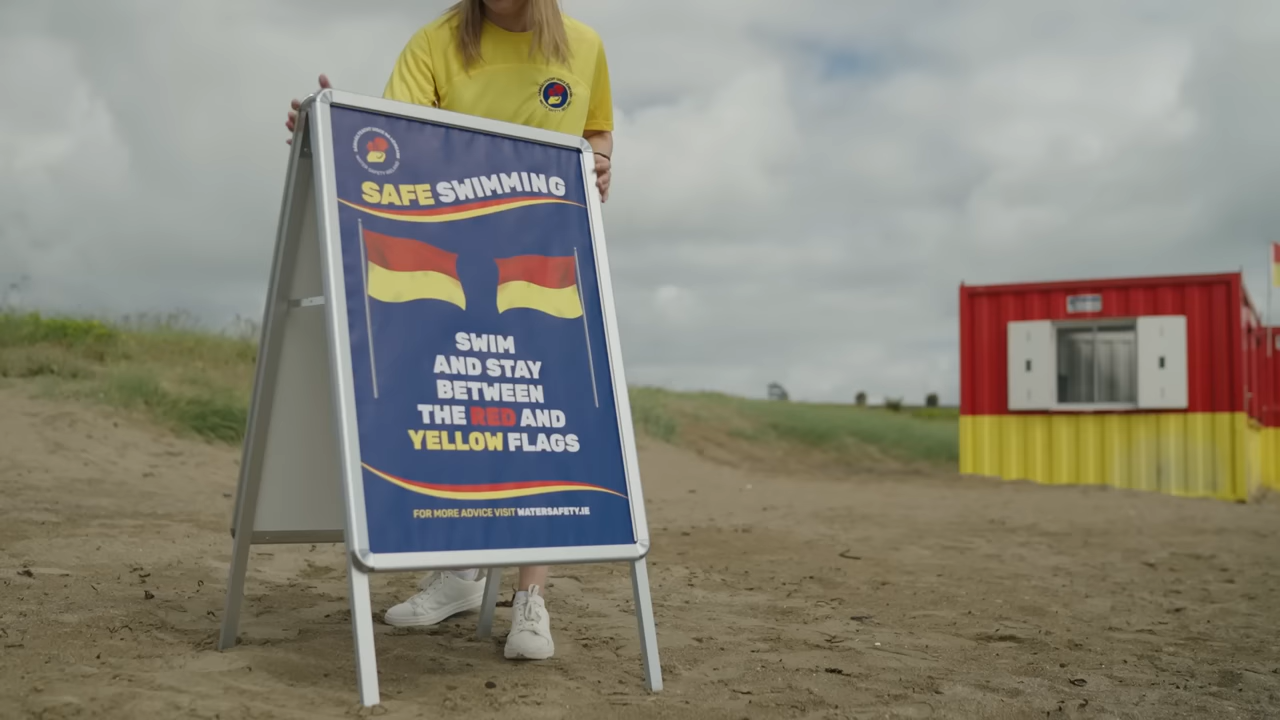 SAFE SWIMMING
SWIM
AND STAY
BETWEEN
THE RED AND
YELLOW FLAGS
FOR MORE ADVICE VISIT WATERSAFETY.IE